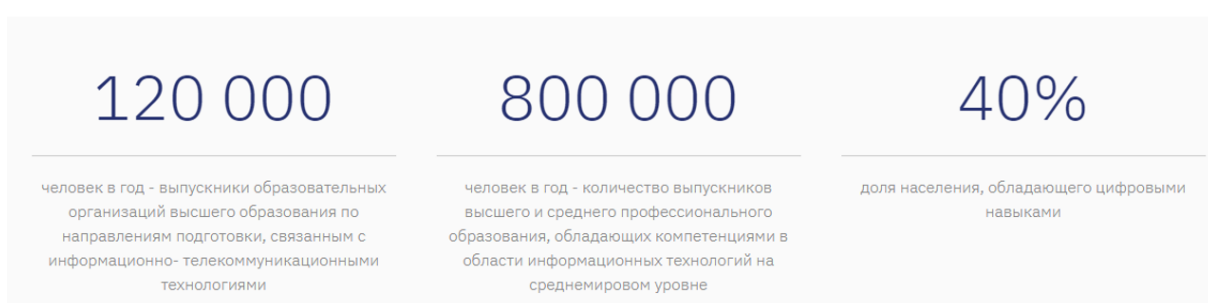 120 000
человек в год - выпускники образовательных
организаций высшего образования по
направлениям подготовки, связанным с
информационно- телекоммуникационными
технологиями
800 000
человек в год - количество выпускников
высшего и среднего профессионального
образования, обладающих компетенциями в
области информационных технологий на
среднемировом уровне
40%
доля населения, обладающего цифровыми
навыками